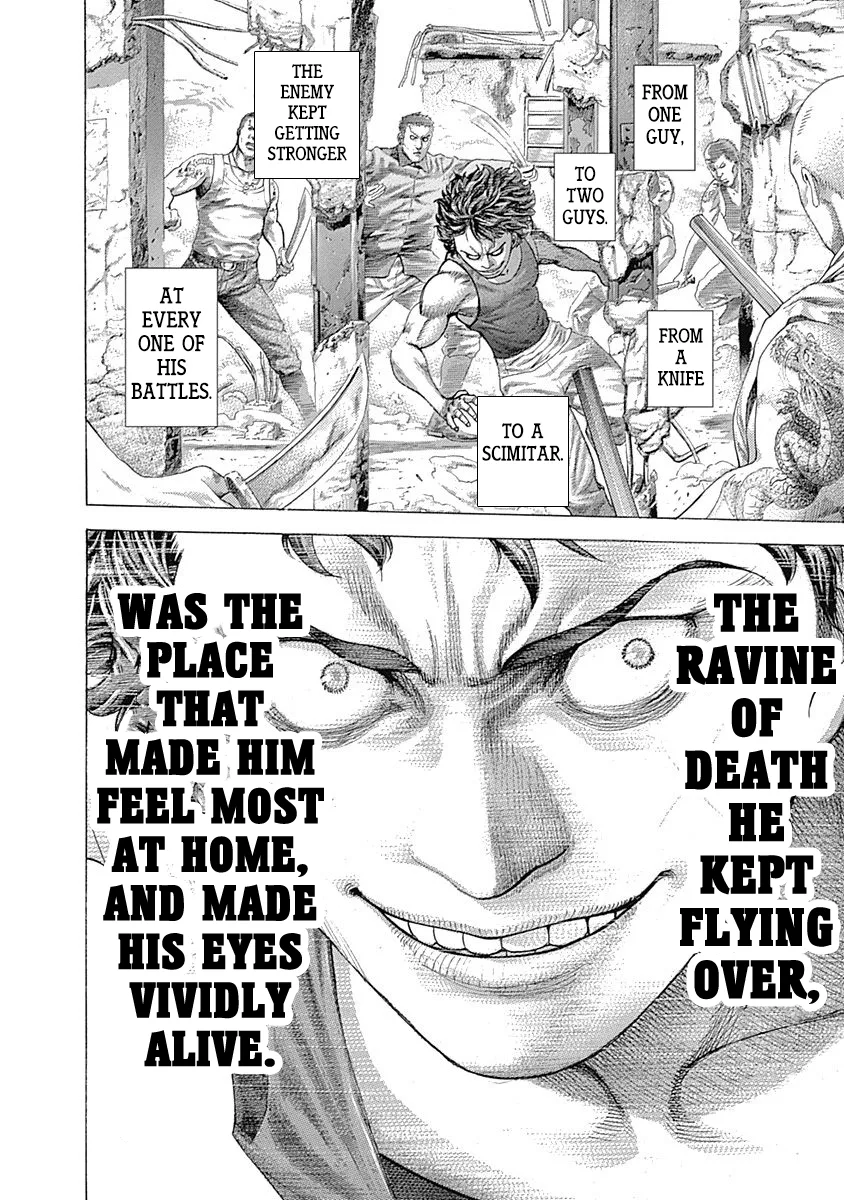 FROM
ONE
GUY,
TO
TWO
GUYS.
FROM
A
KNIFE
TO A
SCIMITAR.
THE
ENEMY
KEPT
GETTING
STRONGER
AT
EVERY
ONE OF
HIS
BATTLES.
THE
RAVINE
OF
DEATH
HE
KEPT
FLYING
OVER,
WAS THE
PLACE
THAT
MADE HIM
FEEL MOST
AT HOME,
AND MADE
HIS EYES
VIVIDLY
ALIVE.